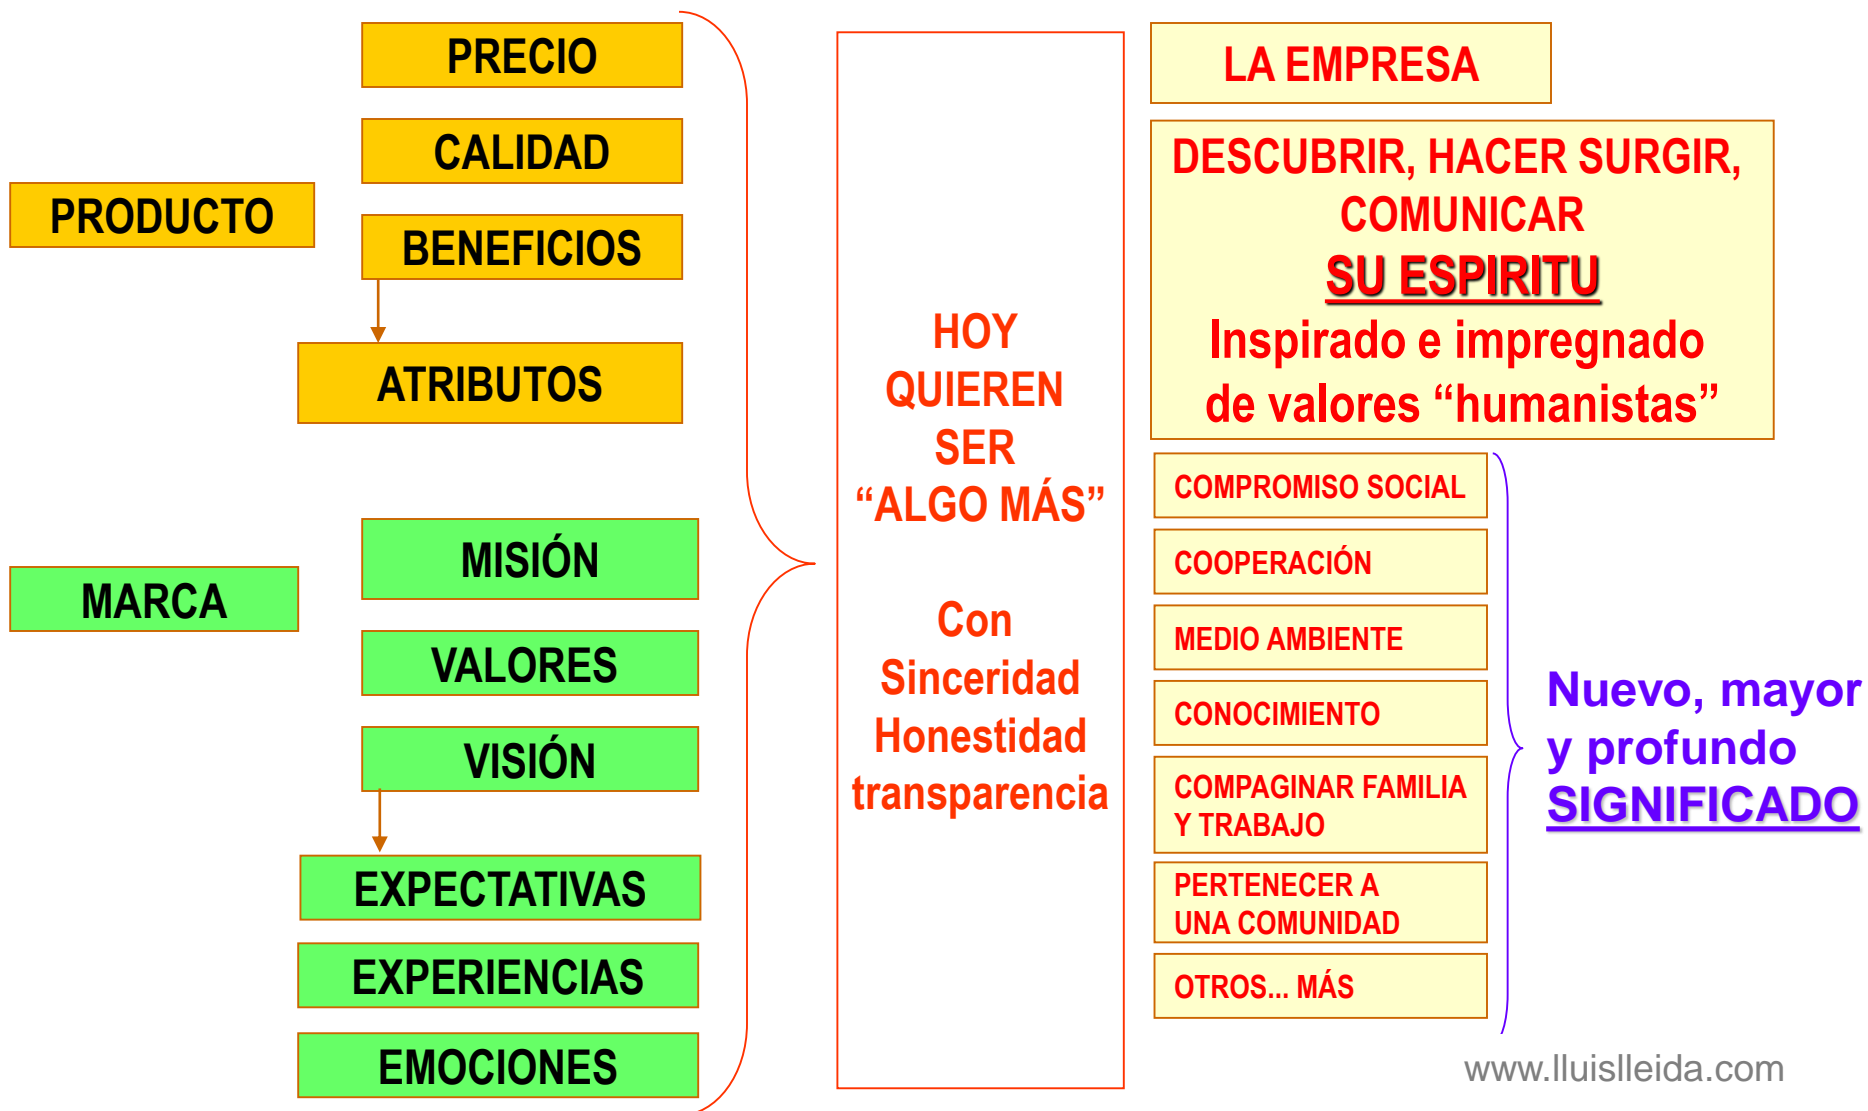 PRODUCTO
PRECIO
CALIDAD
BENEFICIOS
ATRIBUTOS
MARCA
MISIÓN
VALORES
VISIÓN
EXPECTATIVAS
EXPERIENCIAS
EMOCIONES
HOY
QUIEREN
SER
“ALGO MÁS”
Con
Sinceridad
Honestidad
transparencia
LA EMPRESA
DESCUBRIR, HACER SURGIR,
COMUNICAR
SU ESPIRITU
Inspirado e impregnado
de valores “humanistas”
COMPROMISO SOCIAL
COOPERACIÓN
MEDIO AMBIENTE
CONOCIMIENTO
COMPAGINAR FAMILIA
Y TRABAJO
PERTENECER A
UNA COMUNIDAD
OTROS... MÁS
Nuevo, mayor
y profundo
SIGNIFICADO
www.lluislleida.com